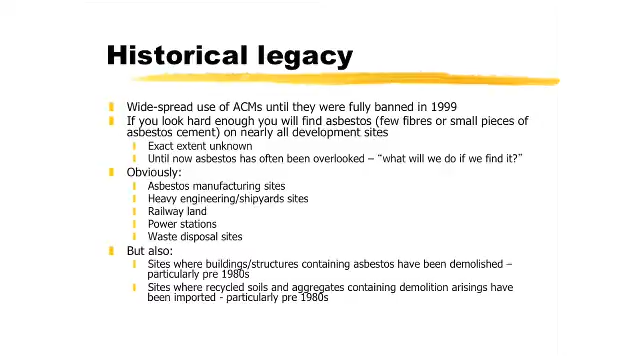 Historical legacy
Wide-spread use of ACMs until they were fully banned in 1999
If you look hard enough you will find asbestos (few fibres or small pieces of
asbestos cement) on nearly all development sites
Exact extent unknown
Until now asbestos has often been overlooked – “what will we do if we find it?”
Obviously:
Asbestos manufacturing sites
Heavy engineering/shipyards sites
Railway land
Power stations
Waste disposal sites
But also:
Sites where buildings/structures containing asbestos have been demolished –
particularly pre 1980s
Sites where recycled soils and aggregates containing demolition arisings have
been imported - particularly pre 1980s